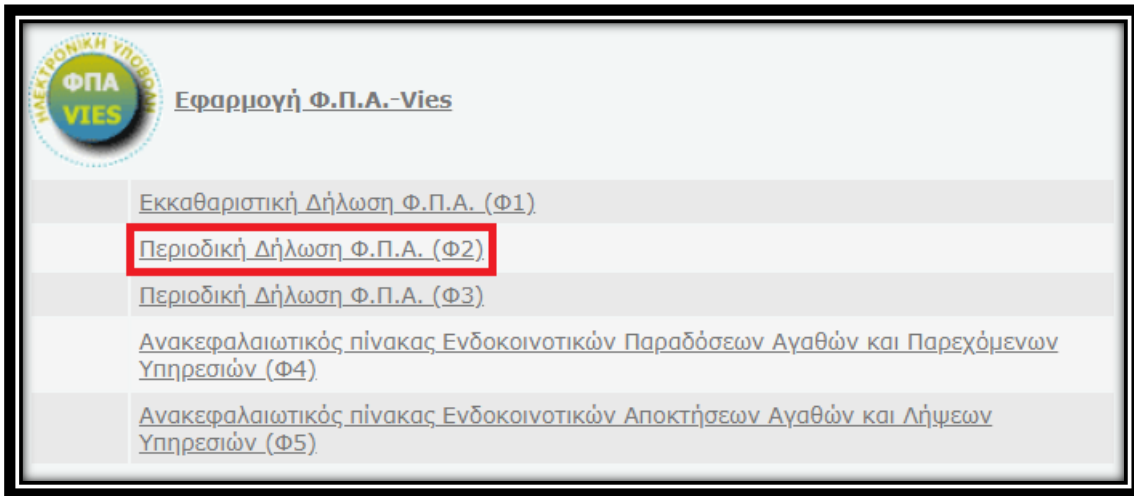 ΗΛΕΚΤΡΟΝΙΚΗ ΥΠΟΒΟΛΗ
ΦΠΑ
VIES
Εφαρμογή Φ.Π.Α.-Vies
Εκκαθαριστική Δήλωση Φ.Π.Α. (Φ1)
Περιοδική Δήλωση Φ.Π.Α. (Φ2)
Περιοδική Δήλωση Φ.Π.Α. (Φ3)
Ανακεφαλαιωτικός πίνακας Ενδοκοινοτικών Παραδόσεων Αγαθών και Παρεχόμενων
Υπηρεσιών (Φ4)
Ανακεφαλαιωτικός πίνακας Ενδοκοινοτικών Αποκτήσεων Αγαθών και Λήψεων
Υπηρεσιών (Φ5)